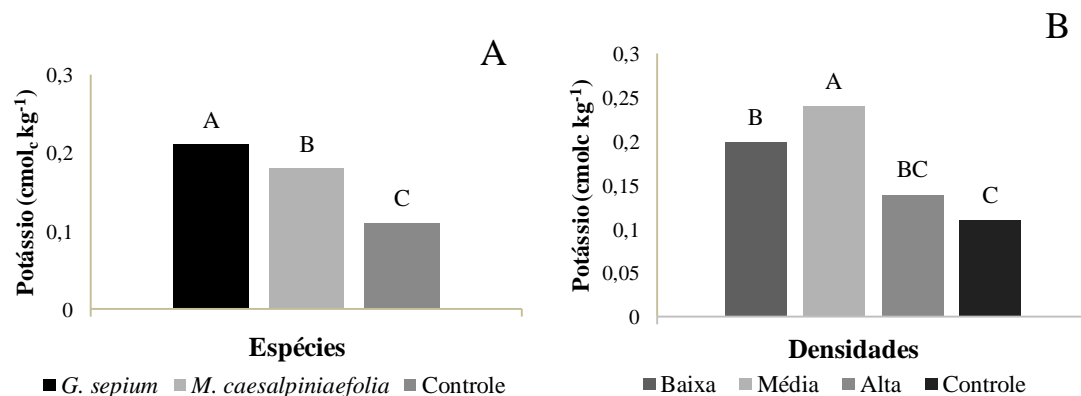 A
0,3
0,2
0,1
0
Potássio (cmolc kg-1)
A
B
C
Espécies
G. sepium M. caesalpiniaefolia Controle
B
0,3
0,25
0,2
0,15
0,1
0,05
0
Potássio (cmolc kg-1)
B
A
BC
C
Densidades
Baixa Média Alta Controle